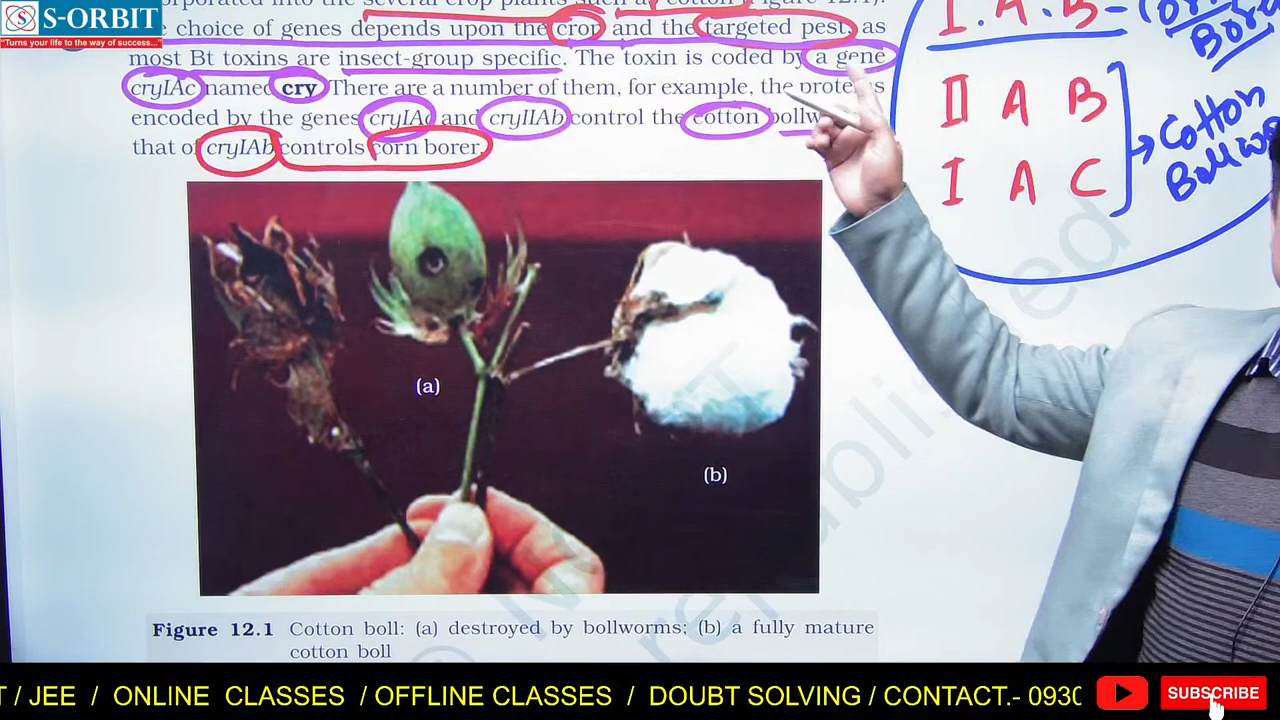 S-ORBIT
"Turns your life to the way of success..."
choice of genes depends upon the crop and the targeted pest, as
most Bt toxins are insect-group specific. The toxin is coded by a gene
cryIAc named cry. There are a number of them, for example, the proteins
encoded by the genes cryIAc and cryIIAb control the cotton bollw
that of cryIAb controls corn borer.
I.A.B-
Bor
II A B
I A C
Cotton
Bollwo
(a)
(b)
Figure 12.1 Cotton boll: (a) destroyed by bollworms; (b) a fully mature
cotton boll
T / JEE / ONLINE CLASSES / OFFLINE CLASSES / DOUBT SOLVING / CONTACT.- 0930
SUBSCRIBE